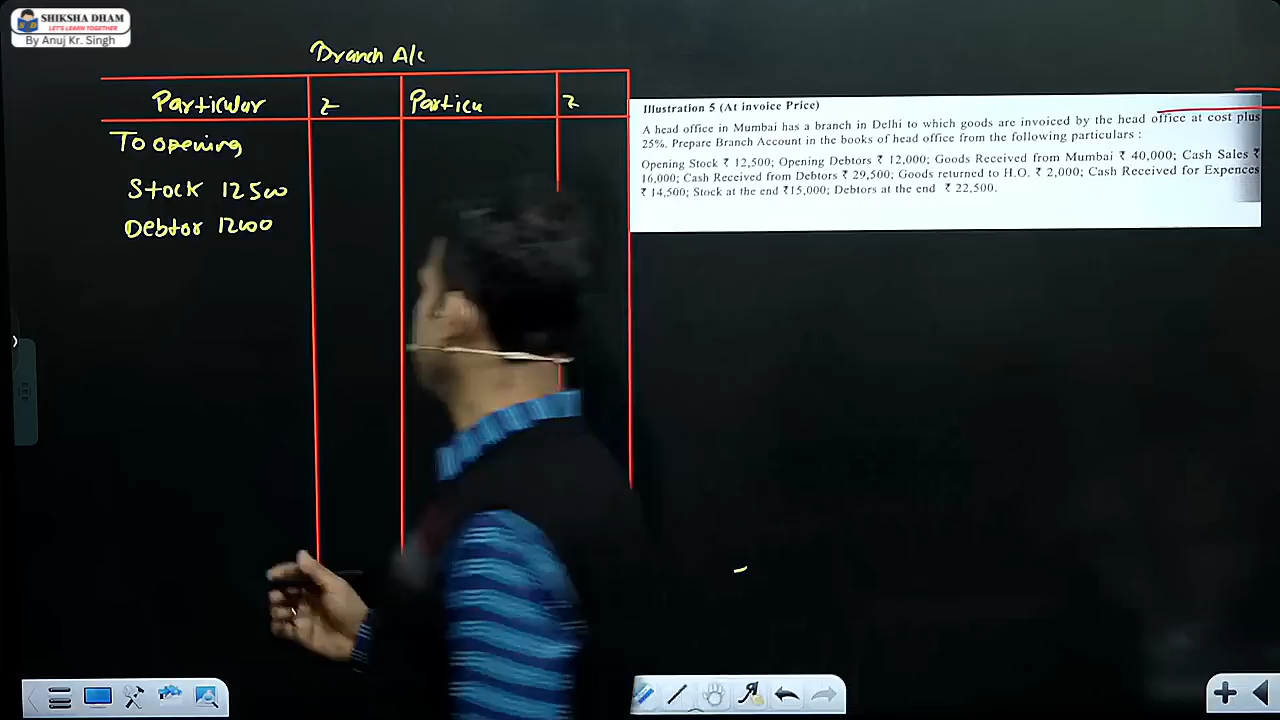 SHIKSHA DHAM
LET'S LEARN TOGETHER
By Anuj Kr. Singh
Branch A/c
Particular ₹ Particu ₹
To opening
Stock 12500
Debtor 12000
Illustration 5 (At invoice Price)
A head office in Mumbai has a branch in Delhi to which goods are invoiced by the head office at cost plus
25%. Prepare Branch Account in the books of head office from the following particulars :
Opening Stock ₹ 12,500; Opening Debtors ₹ 12,000; Goods Received from Mumbai ₹ 40,000; Cash Sales ₹
16,000; Cash Received from Debtors ₹ 29,500; Goods returned to H.O. ₹ 2,000; Cash Received for Expences
₹ 14,500; Stock at the end ₹15,000; Debtors at the end ₹ 22,500.